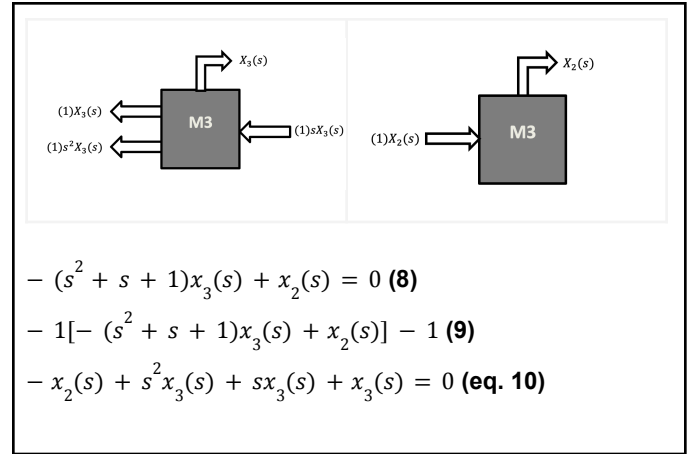 X₃(s)
(1)X₃(s)
M3
(1)sX₃(s)
(1)s²X₃(s)
X₂(s)
(1)X₂(s)
M3
− (s² + s + 1)x₃(s) + x₂(s) = 0 (8)
− 1[− (s² + s + 1)x₃(s) + x₂(s)] − 1 (9)
− x₂(s) + s²x₃(s) + sx₃(s) + x₃(s) = 0 (eq. 10)